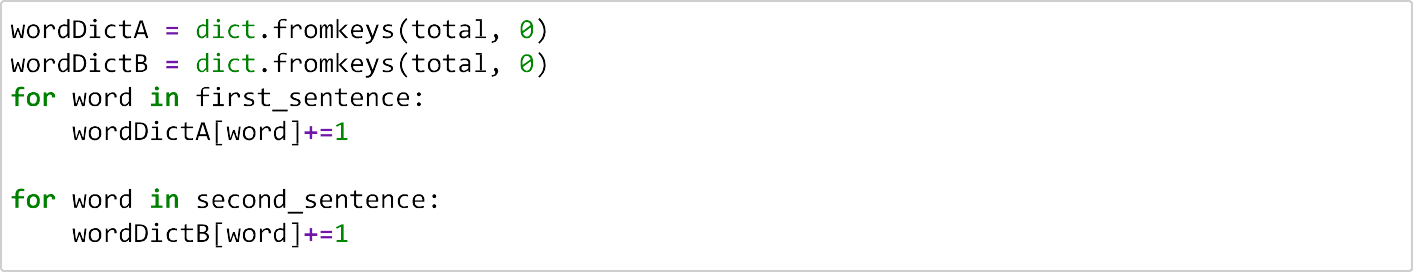 wordDictA = dict.fromkeys(total, 0)
wordDictB = dict.fromkeys(total, 0)
for word in first_sentence:
    wordDictA[word]+=1

for word in second_sentence:
    wordDictB[word]+=1